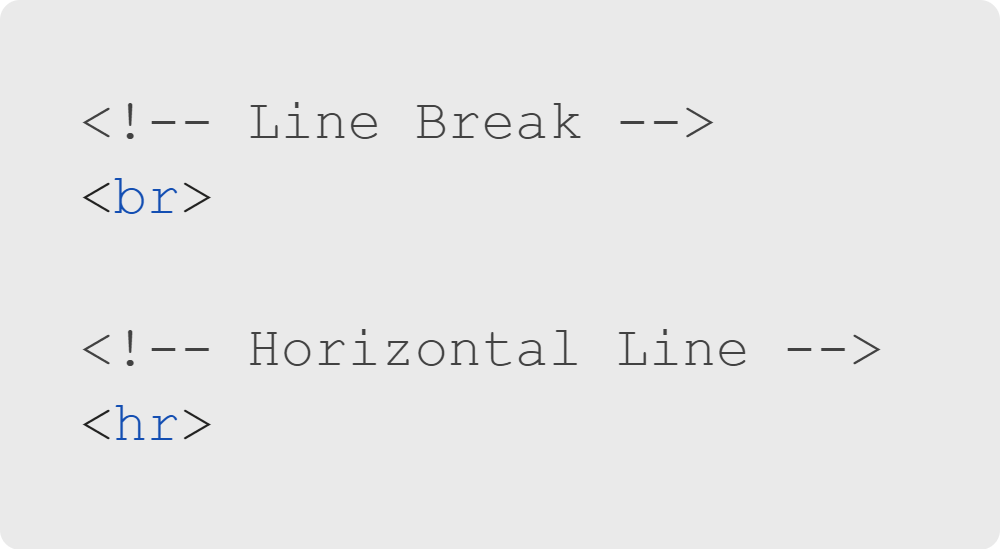 <!-- Line Break -->
<br>
<!-- Horizontal Line -->
<hr>